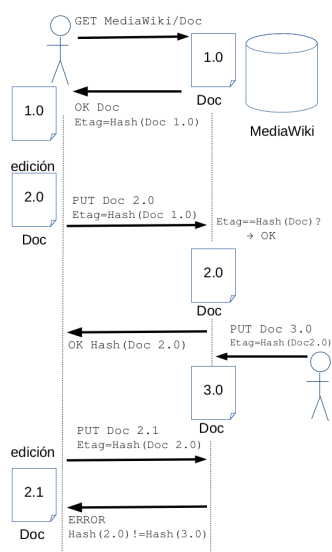 GET MediaWiki/Doc
1.0
Doc
MediaWiki
1.0
OK Doc
Etag=Hash(Doc 1.0)
edición
2.0
Doc
PUT Doc 2.0
Etag=Hash(Doc 1.0)
Etag==Hash(Doc)?
→ OK
2.0
Doc
OK Hash(Doc 2.0)
PUT Doc 3.0
Etag=Hash(Doc2.0)
3.0
Doc
PUT Doc 2.1
Etag=Hash(Doc 2.0)
edición
2.1
Doc
ERROR
Hash(2.0)!=Hash(3.0)